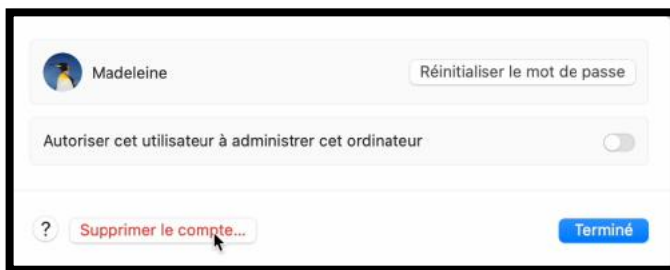 Madeleine
Réinitialiser le mot de passe
Autoriser cet utilisateur à administrer cet ordinateur
?
Supprimer le compte...
Terminé